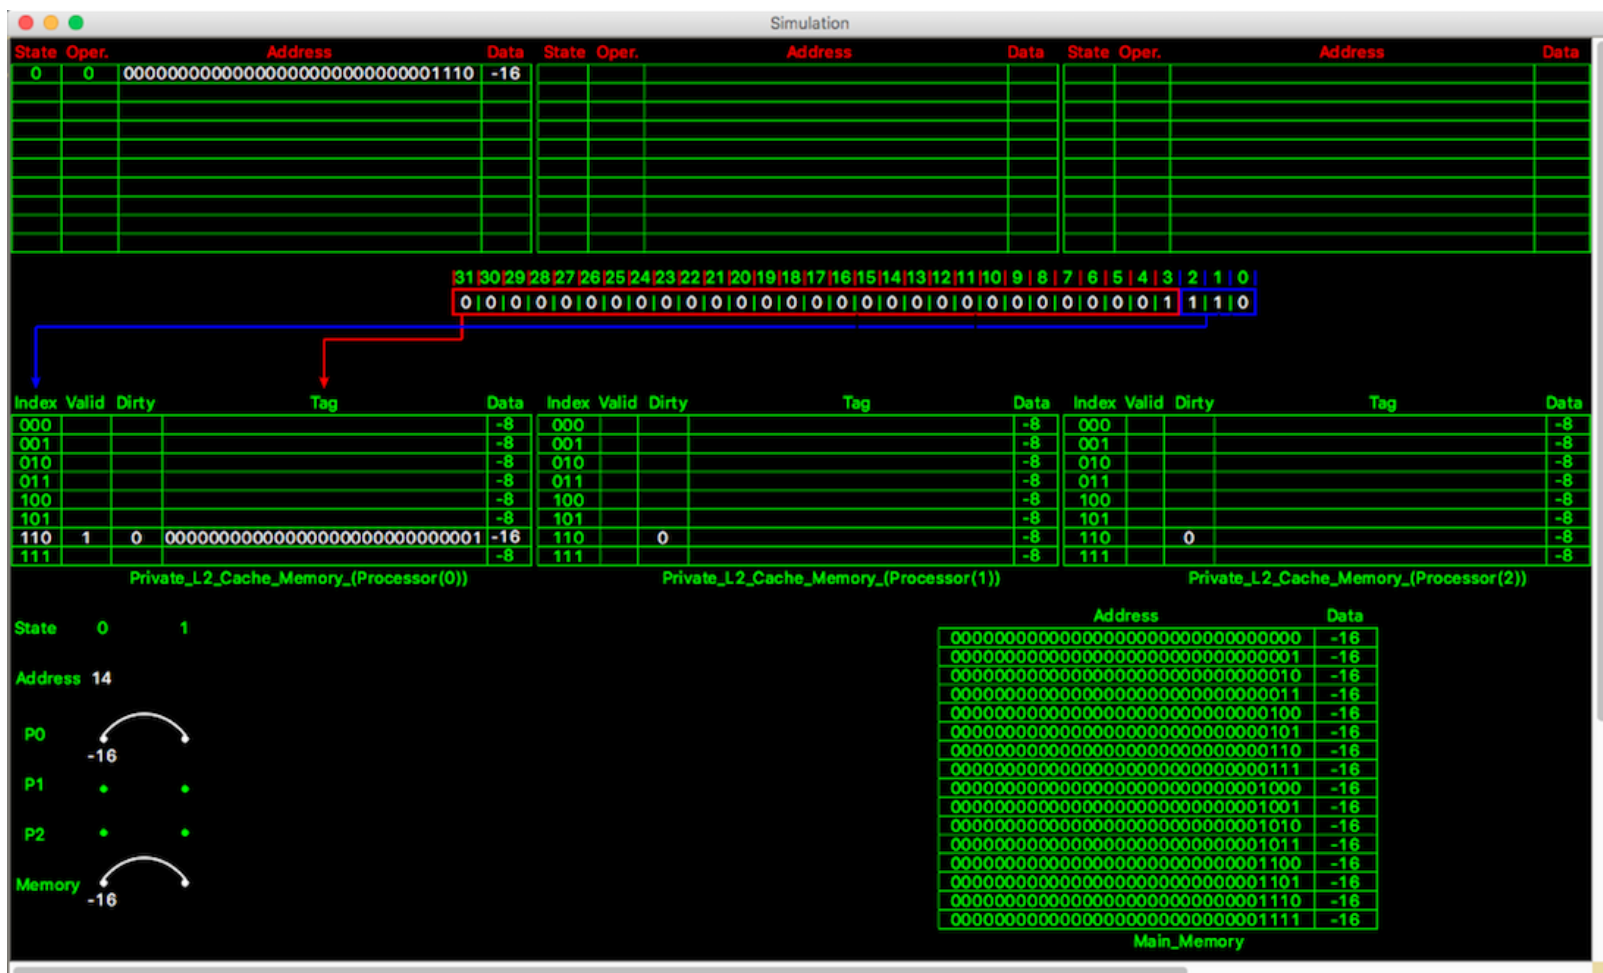 Simulation
State Oper. Address Data State Oper. Address Data State Oper. Address Data
0 0 00000000000000000000000000001110 -16
|31|30|29|28|27|26|25|24|23|22|21|20|19|18|17|16|15|14|13|12|11|10|9|8|7|6|5|4|3|2|1|0|
0|0|0|0|0|0|0|0|0|0|0|0|0|0|0|0|0|0|0|0|0|0|0|0|0|0|0|0|1|1|1|0
Index Valid Dirty Tag Data Index Valid Dirty Tag Data Index Valid Dirty Tag Data
000 -8 000 -8 000 -8
001 -8 001 -8 001 -8
010 -8 010 -8 010 -8
011 -8 011 -8 011 -8
100 -8 100 -8 100 -8
101 -8 101 -8 101 -8
110 1 0 00000000000000000000000000001 -16 110 0 -8 110 0 -8
111 -8 111 -8 111 -8
Private_L2_Cache_Memory_(Processor(0)) Private_L2_Cache_Memory_(Processor(1)) Private_L2_Cache_Memory_(Processor(2))
State 0 1
Address 14
P0
-16
P1
P2
Memory
-16
Address Data
00000000000000000000000000000000 -16
00000000000000000000000000000001 -16
00000000000000000000000000000010 -16
00000000000000000000000000000011 -16
00000000000000000000000000000100 -16
00000000000000000000000000000101 -16
00000000000000000000000000000110 -16
00000000000000000000000000000111 -16
00000000000000000000000000001000 -16
00000000000000000000000000001001 -16
00000000000000000000000000001010 -16
00000000000000000000000000001011 -16
00000000000000000000000000001100 -16
00000000000000000000000000001101 -16
00000000000000000000000000001110 -16
00000000000000000000000000001111 -16
Main_Memory